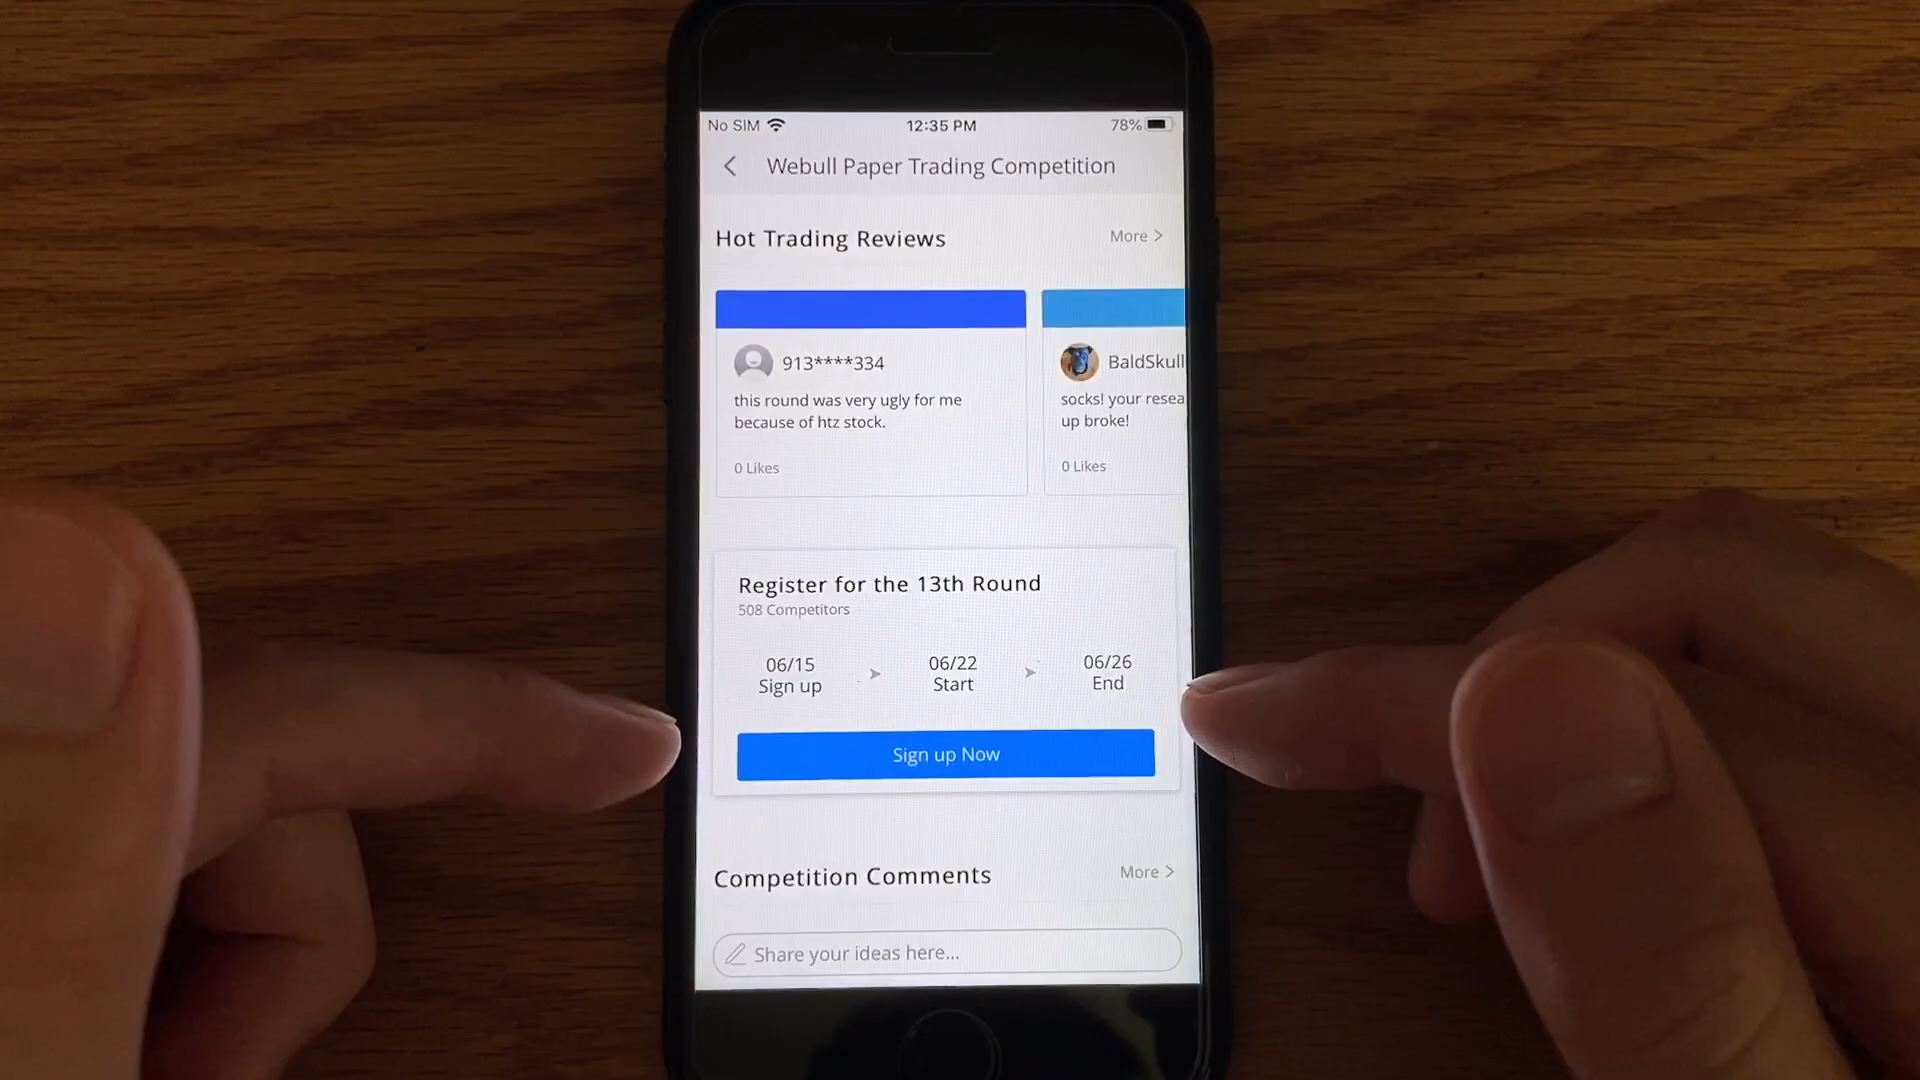 No SIM 12:35 PM 78%
Webull Paper Trading Competition
Hot Trading Reviews More >
913****334
this round was very ugly for me
because of htz stock.
0 Likes
BaldSkull
socks! your resea
up broke!
0 Likes
Register for the 13th Round
508 Competitors
06/15 06/22 06/26
Sign up Start End
Sign up Now
Competition Comments More >
Share your ideas here...